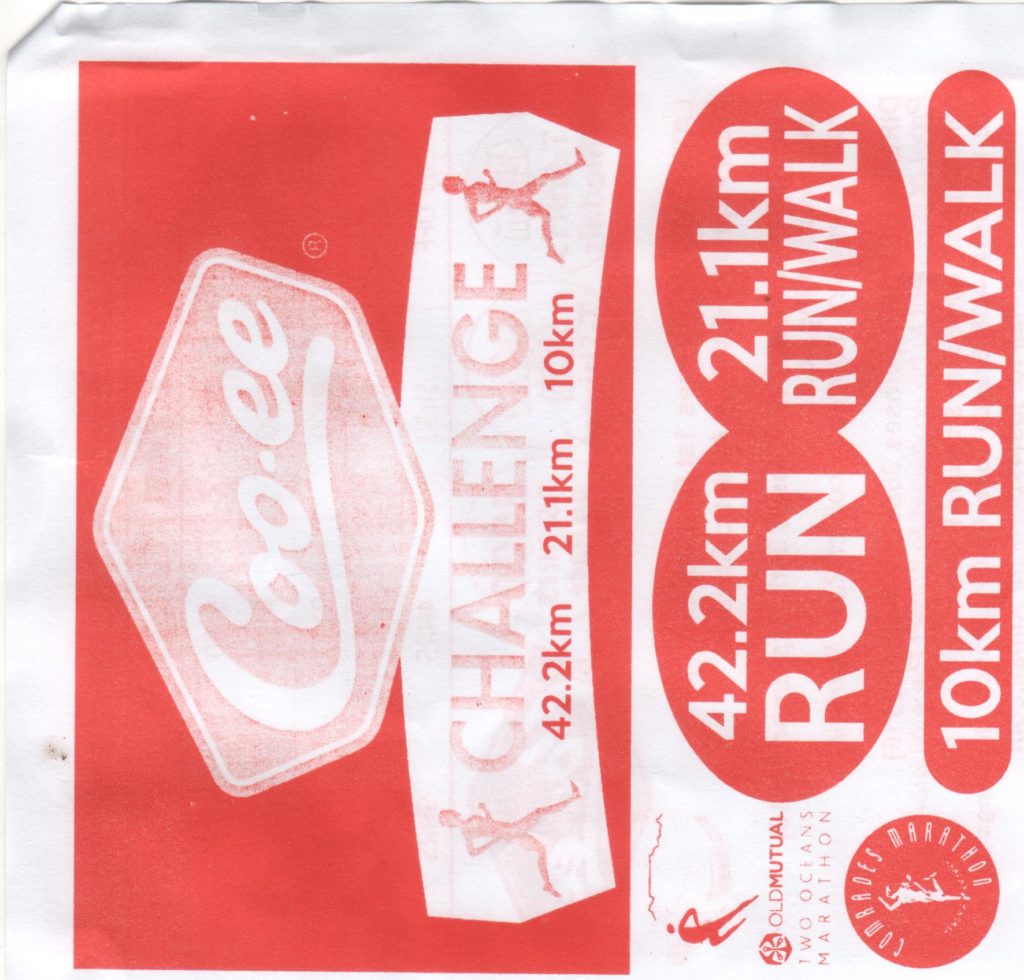 Coo.ee
®
CHALLENGE
42.2km 21.1km 10km
42.2km
RUN
21.1km
RUN/WALK
OLDMUTUAL
TWO OCEANS
MARATHON
10km RUN/WALK
COMRADES MARATHON